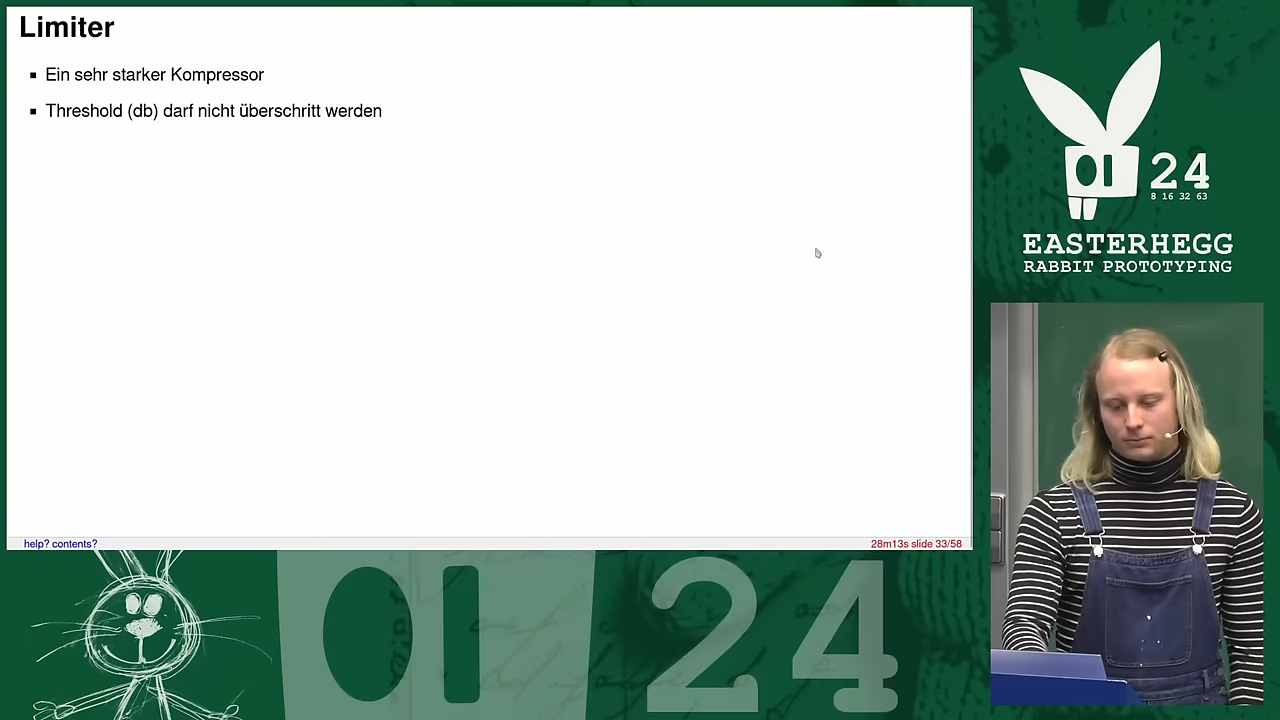 Limiter
Ein sehr starker Kompressor
Threshold (db) darf nicht überschritt werden
help? contents?
28m13s slide 33/58
24
8 16 32 63
EASTERHEGG
RABBIT PROTOTYPING
24